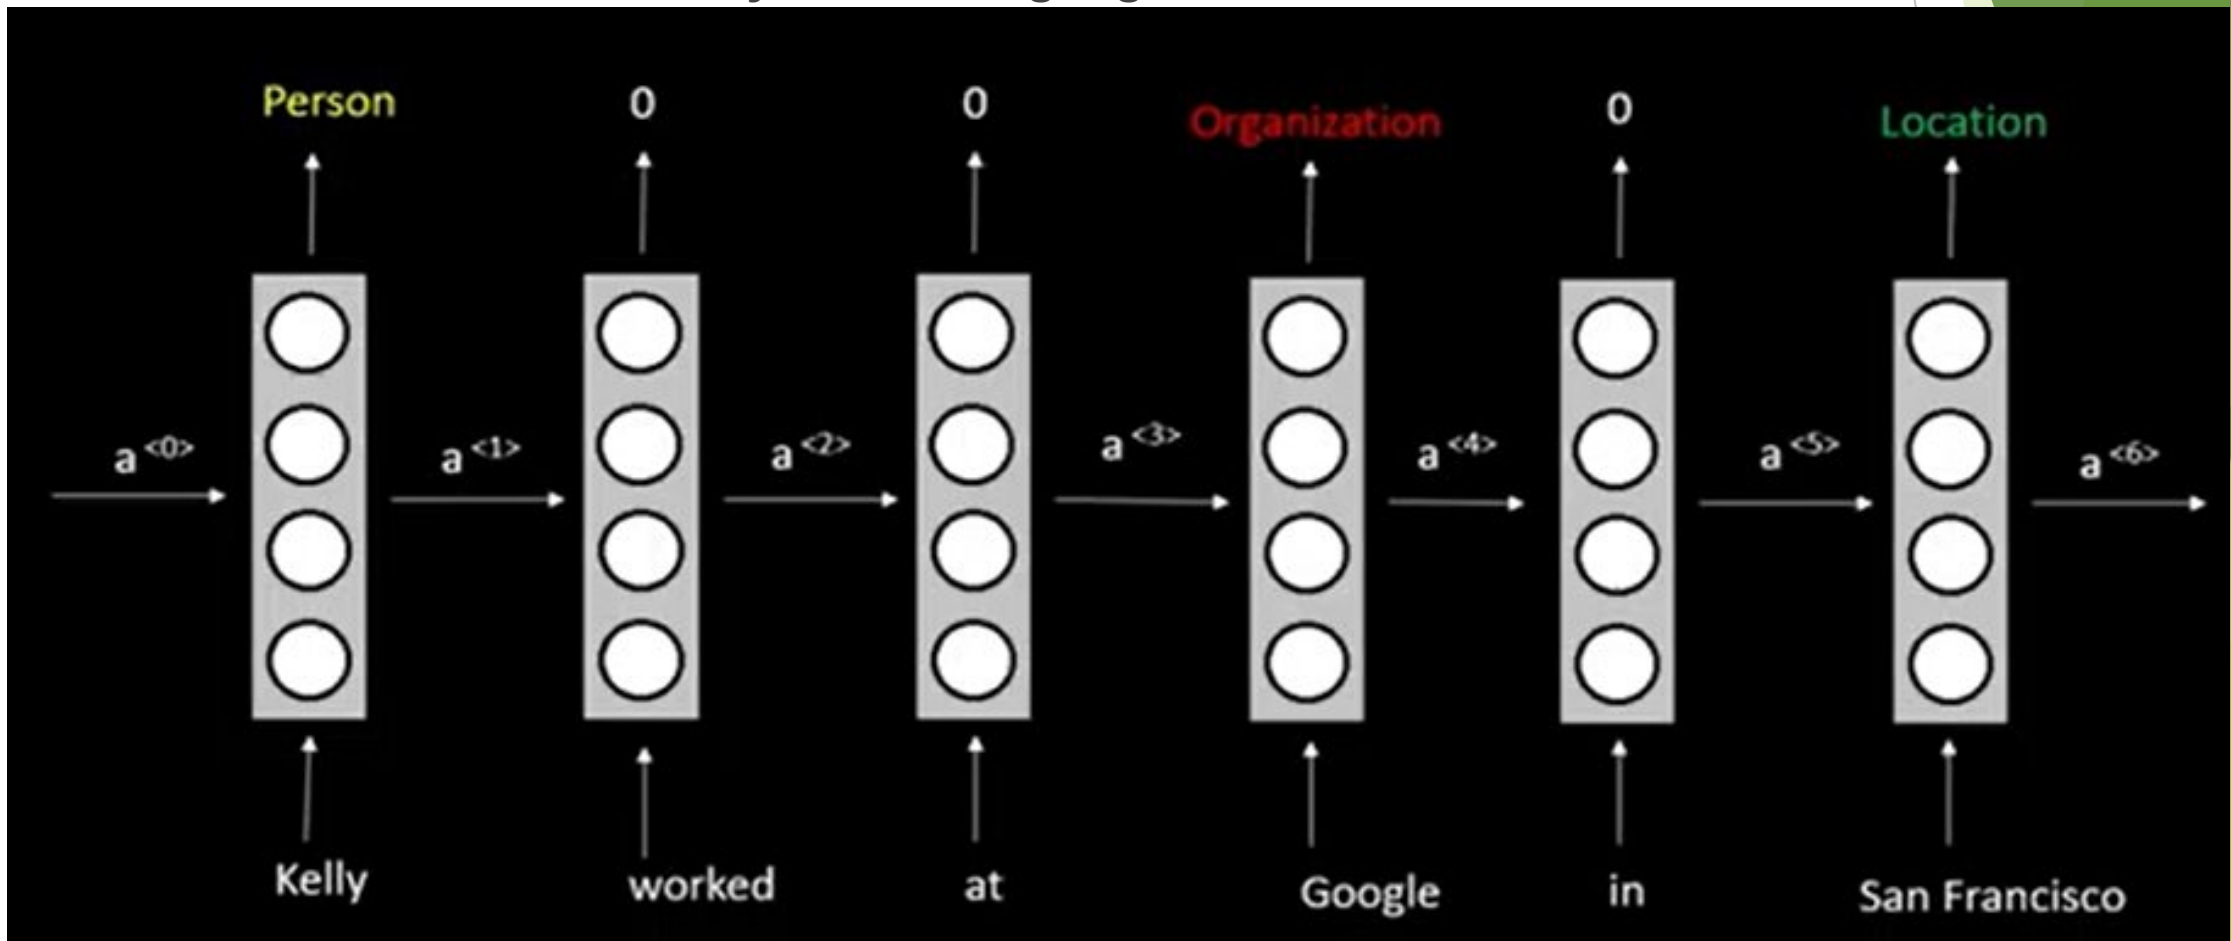 Person 0 0 Organization 0 Location
a<0> a<1> a<2> a<3> a<4> a<5> a<6>
Kelly worked at Google in San Francisco